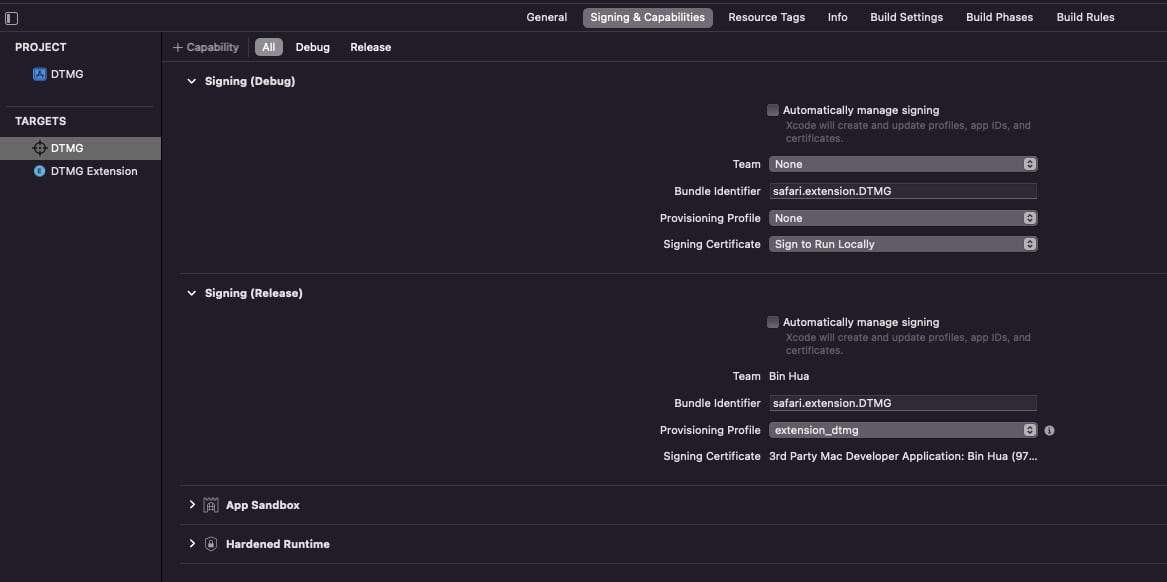 General Signing & Capabilities Resource Tags Info Build Settings Build Phases Build Rules
PROJECT
DTMG
TARGETS
DTMG
E DTMG Extension
+ Capability All Debug Release
Signing (Debug)
Automatically manage signing
Xcode will create and update profiles, app IDs, and
certificates.
Team None
Bundle Identifier safari.extension.DTMG
Provisioning Profile None
Signing Certificate Sign to Run Locally
Signing (Release)
Automatically manage signing
Xcode will create and update profiles, app IDs, and
certificates.
Team Bin Hua
Bundle Identifier safari.extension.DTMG
Provisioning Profile extension_dtmg
Signing Certificate 3rd Party Mac Developer Application: Bin Hua (97...
App Sandbox
Hardened Runtime